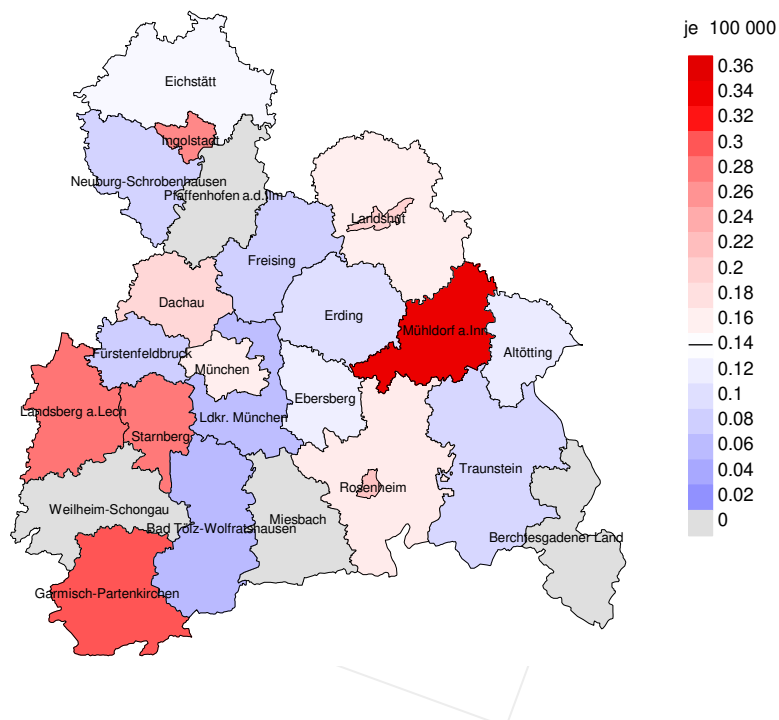 je 100 000
0.36
0.34
0.32
0.3
0.28
0.26
0.24
0.22
0.2
0.18
0.16
0.14
0.12
0.1
0.08
0.06
0.04
0.02
0
Eichstätt
Ingolstadt
Neuburg-Schrobenhausen
Pfaffenhofen a.d.Ilm
Landshut
Freising
Dachau
Erding
Mühldorf a.Inn
Fürstenfeldbruck
Altötting
München
Ebersberg
Landsberg a.Lech
Ldkr. München
Starnberg
Traunstein
Rosenheim
Weilheim-Schongau
Miesbach
Bad Tölz-Wolfratshausen
Berchtesgadener Land
Garmisch-Partenkirchen